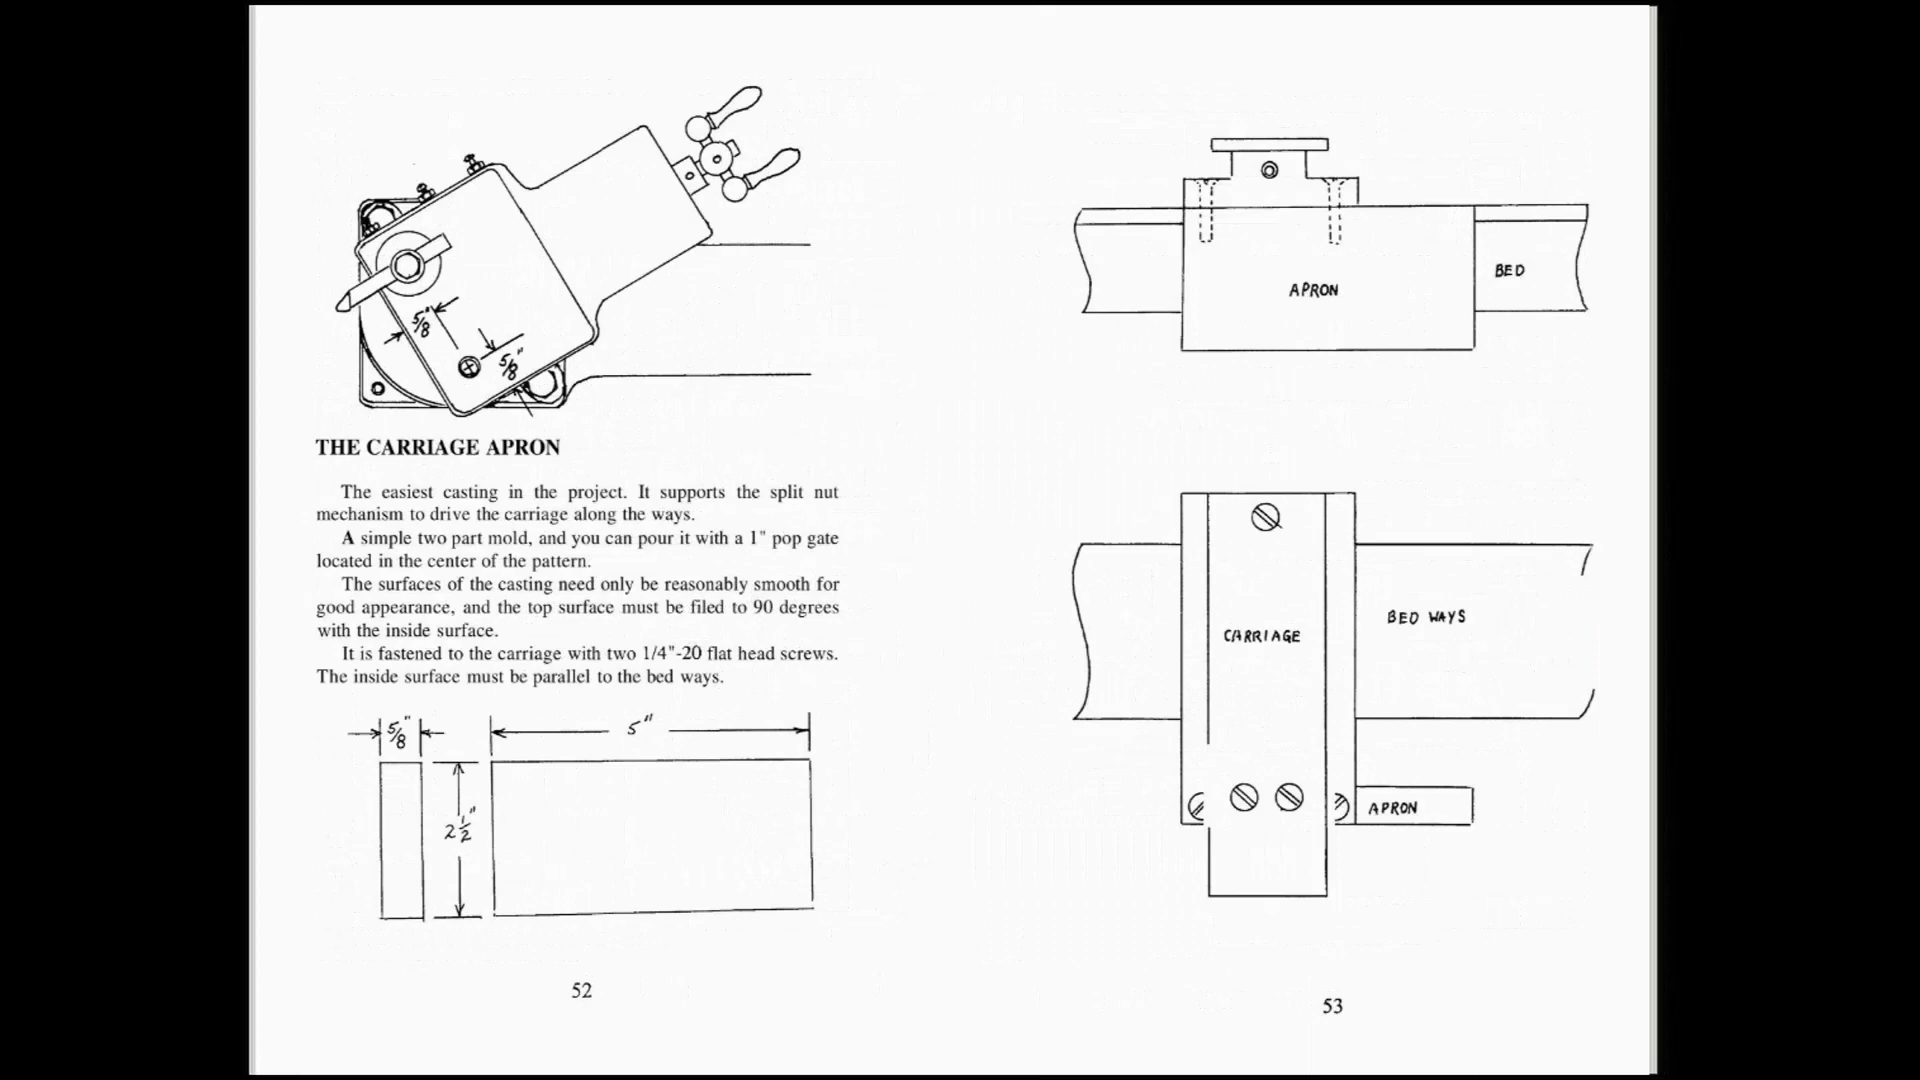 5/8"
5/8"
THE CARRIAGE APRON
The easiest casting in the project. It supports the split nut
mechanism to drive the carriage along the ways.
A simple two part mold, and you can pour it with a 1" pop gate
located in the center of the pattern.
The surfaces of the casting need only be reasonably smooth for
good appearance, and the top surface must be filed to 90 degrees
with the inside surface.
It is fastened to the carriage with two 1/4"-20 flat head screws.
The inside surface must be parallel to the bed ways.
5/8"
5"
2 1/2"
52
APRON
BED
CARRIAGE
BED WAYS
APRON
53